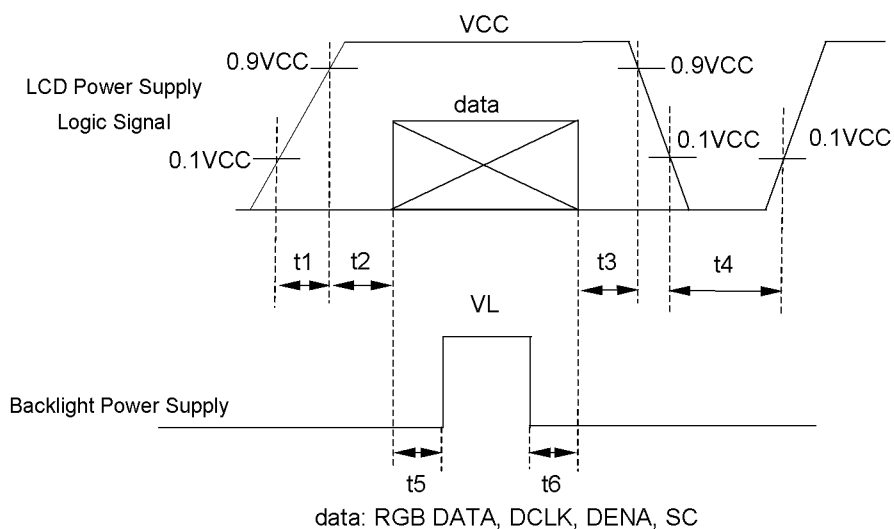 VCC
0.9VCC
0.9VCC
LCD Power Supply
Logic Signal
data
0.1VCC
0.1VCC
0.1VCC
t1
t2
t3
t4
VL
Backlight Power Supply
t5
t6
data: RGB DATA, DCLK, DENA, SC